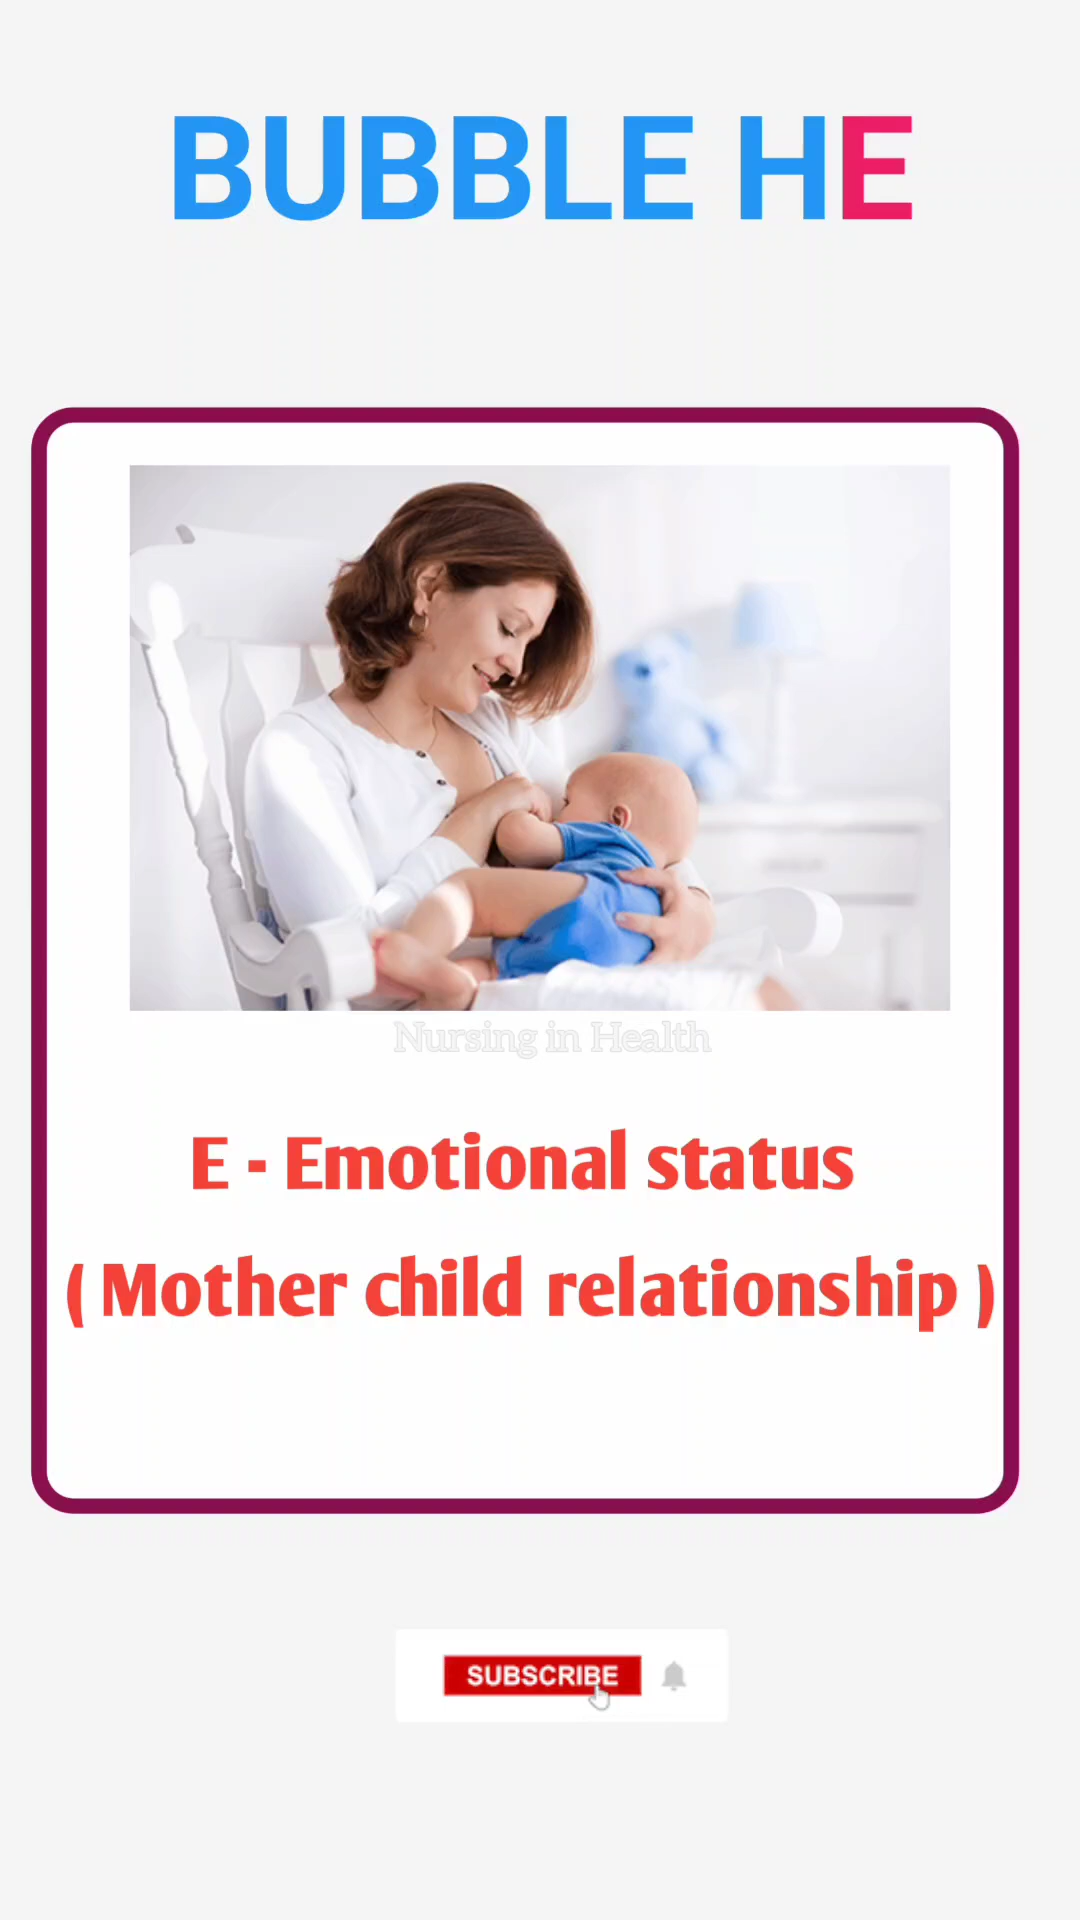 BUBBLE HE
Nursing in Health
E - Emotional status
( Mother child relationship )
SUBSCRIBE